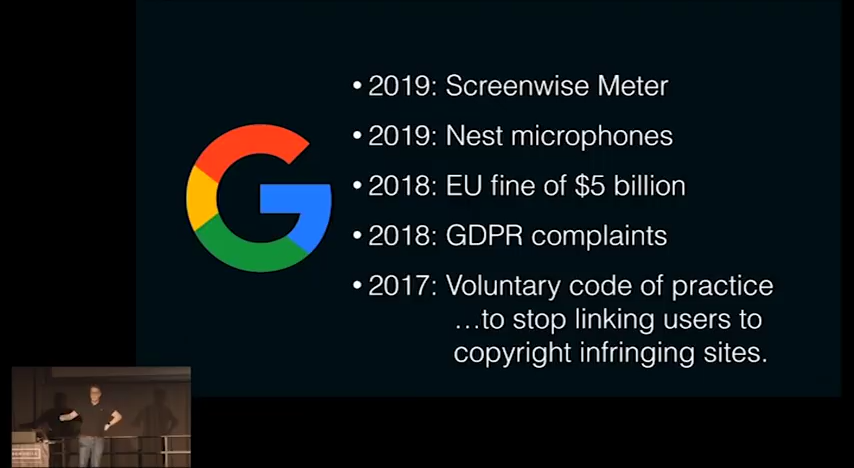 • 2019: Screenwise Meter
• 2019: Nest microphones
• 2018: EU fine of $5 billion
• 2018: GDPR complaints
• 2017: Voluntary code of practice
...to stop linking users to
copyright infringing sites.